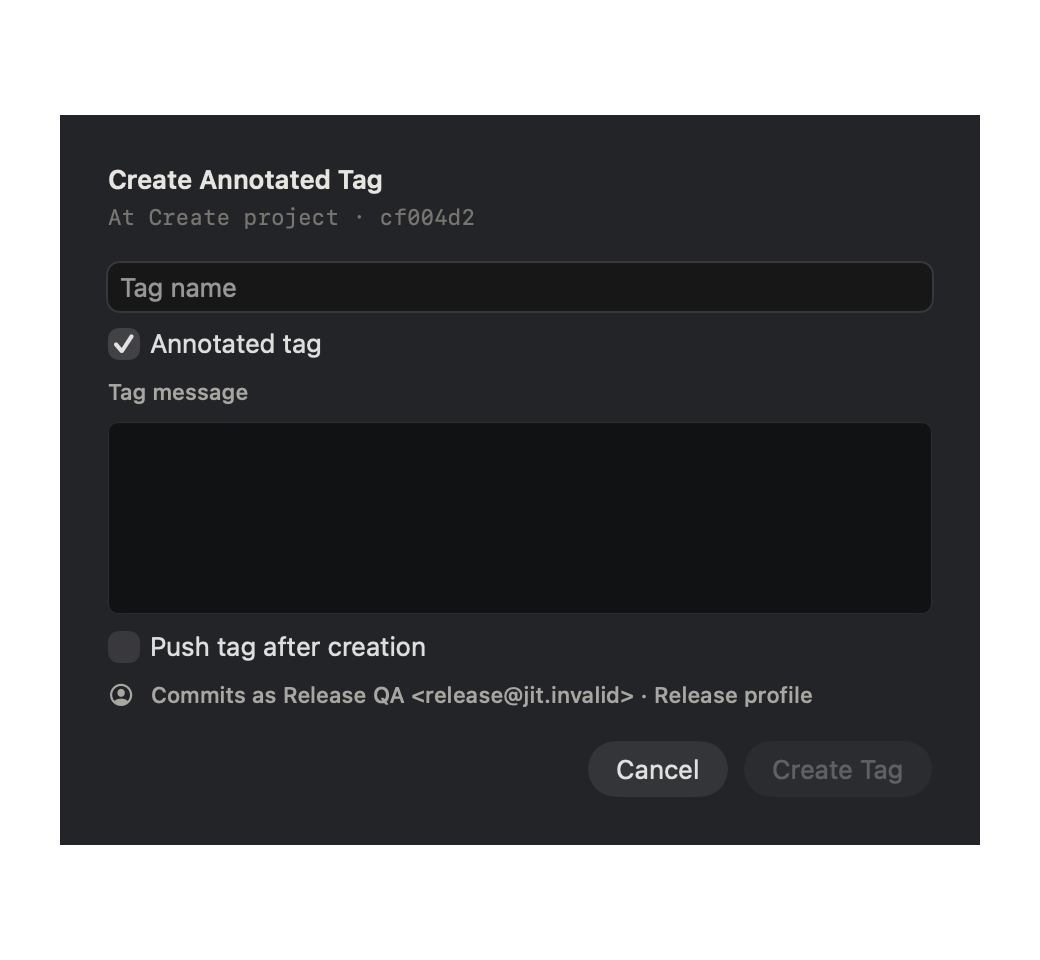 Create Annotated Tag
At Create project · cf004d2
Tag name
Annotated tag
Tag message
Push tag after creation
Commits as Release QA <release@jit.invalid> · Release profile
Cancel
Create Tag